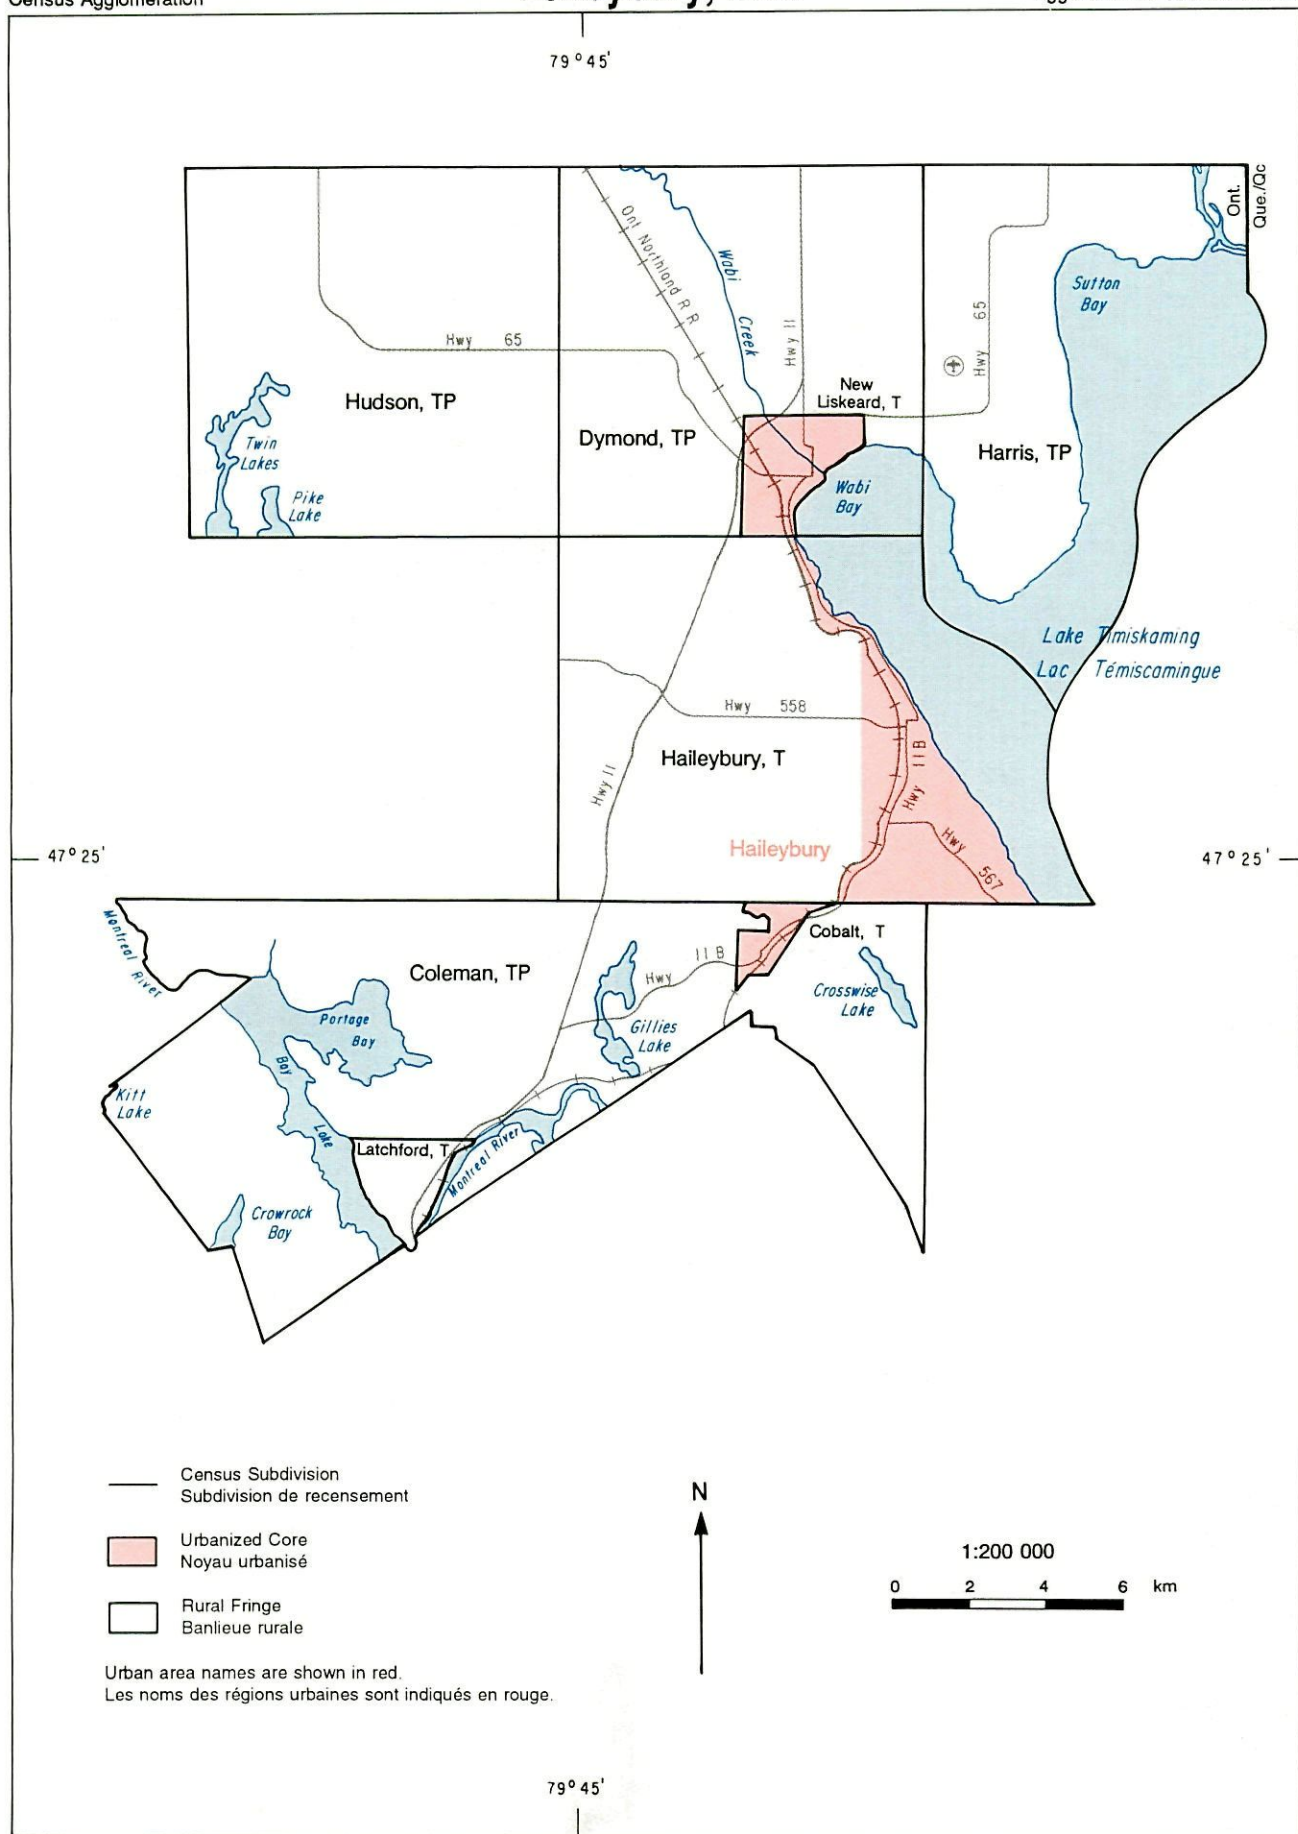 Census Agglomeration
79°45'
Ont.
Que./Qc
Ont Northland R R
Wabi
Creek
Hwy 11
Hwy 65
Sutton
Bay
Hwy 65
New
Liskeard, T
Hudson, TP
Dymond, TP
Harris, TP
Twin
Lakes
Pike
Lake
Wabi
Bay
Lake Timiskaming
Lac Témiscamingue
Hwy 558
Haileybury, T
Hwy 11B
Hwy 11
Haileybury
Hwy 567
47°25'
47°25'
Montreal River
Cobalt, T
Coleman, TP
Hwy 11B
Crosswise
Lake
Portage
Bay
Gillies
Lake
Bay
Lake
Kitt
Lake
Latchford, T
Montreal River
Crowrock
Bay
Census Subdivision
Subdivision de recensement
Urbanized Core
Noyau urbanisé
Rural Fringe
Banlieue rurale
Urban area names are shown in red.
Les noms des régions urbaines sont indiqués en rouge.
N
1:200 000
0 2 4 6 km
79°45'